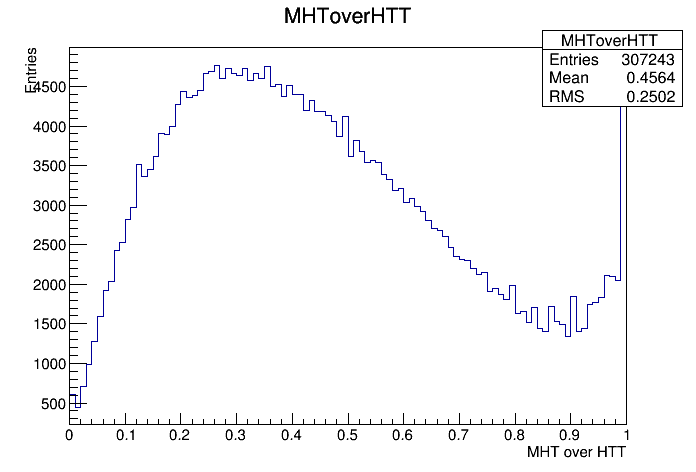 MHToverHTT
MHToverHTT
Entries 307243
Mean 0.4564
RMS 0.2502
Entries
4500
4000
3500
3000
2500
2000
1500
1000
500
0 0.1 0.2 0.3 0.4 0.5 0.6 0.7 0.8 0.9 1
MHT over HTT